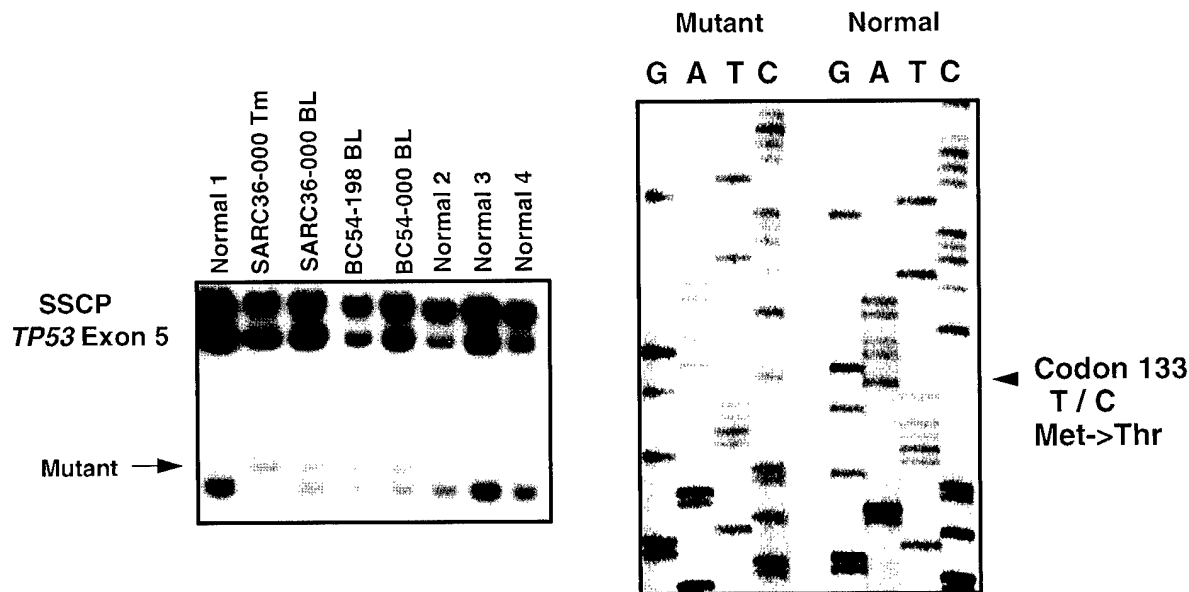 Mutant Normal
G A T C G A T C
Normal 1
SARC36-000 Tm
SARC36-000 BL
BC54-198 BL
BC54-000 BL
Normal 2
Normal 3
Normal 4
SSCP
TP53 Exon 5
Mutant
Codon 133
T / C
Met->Thr